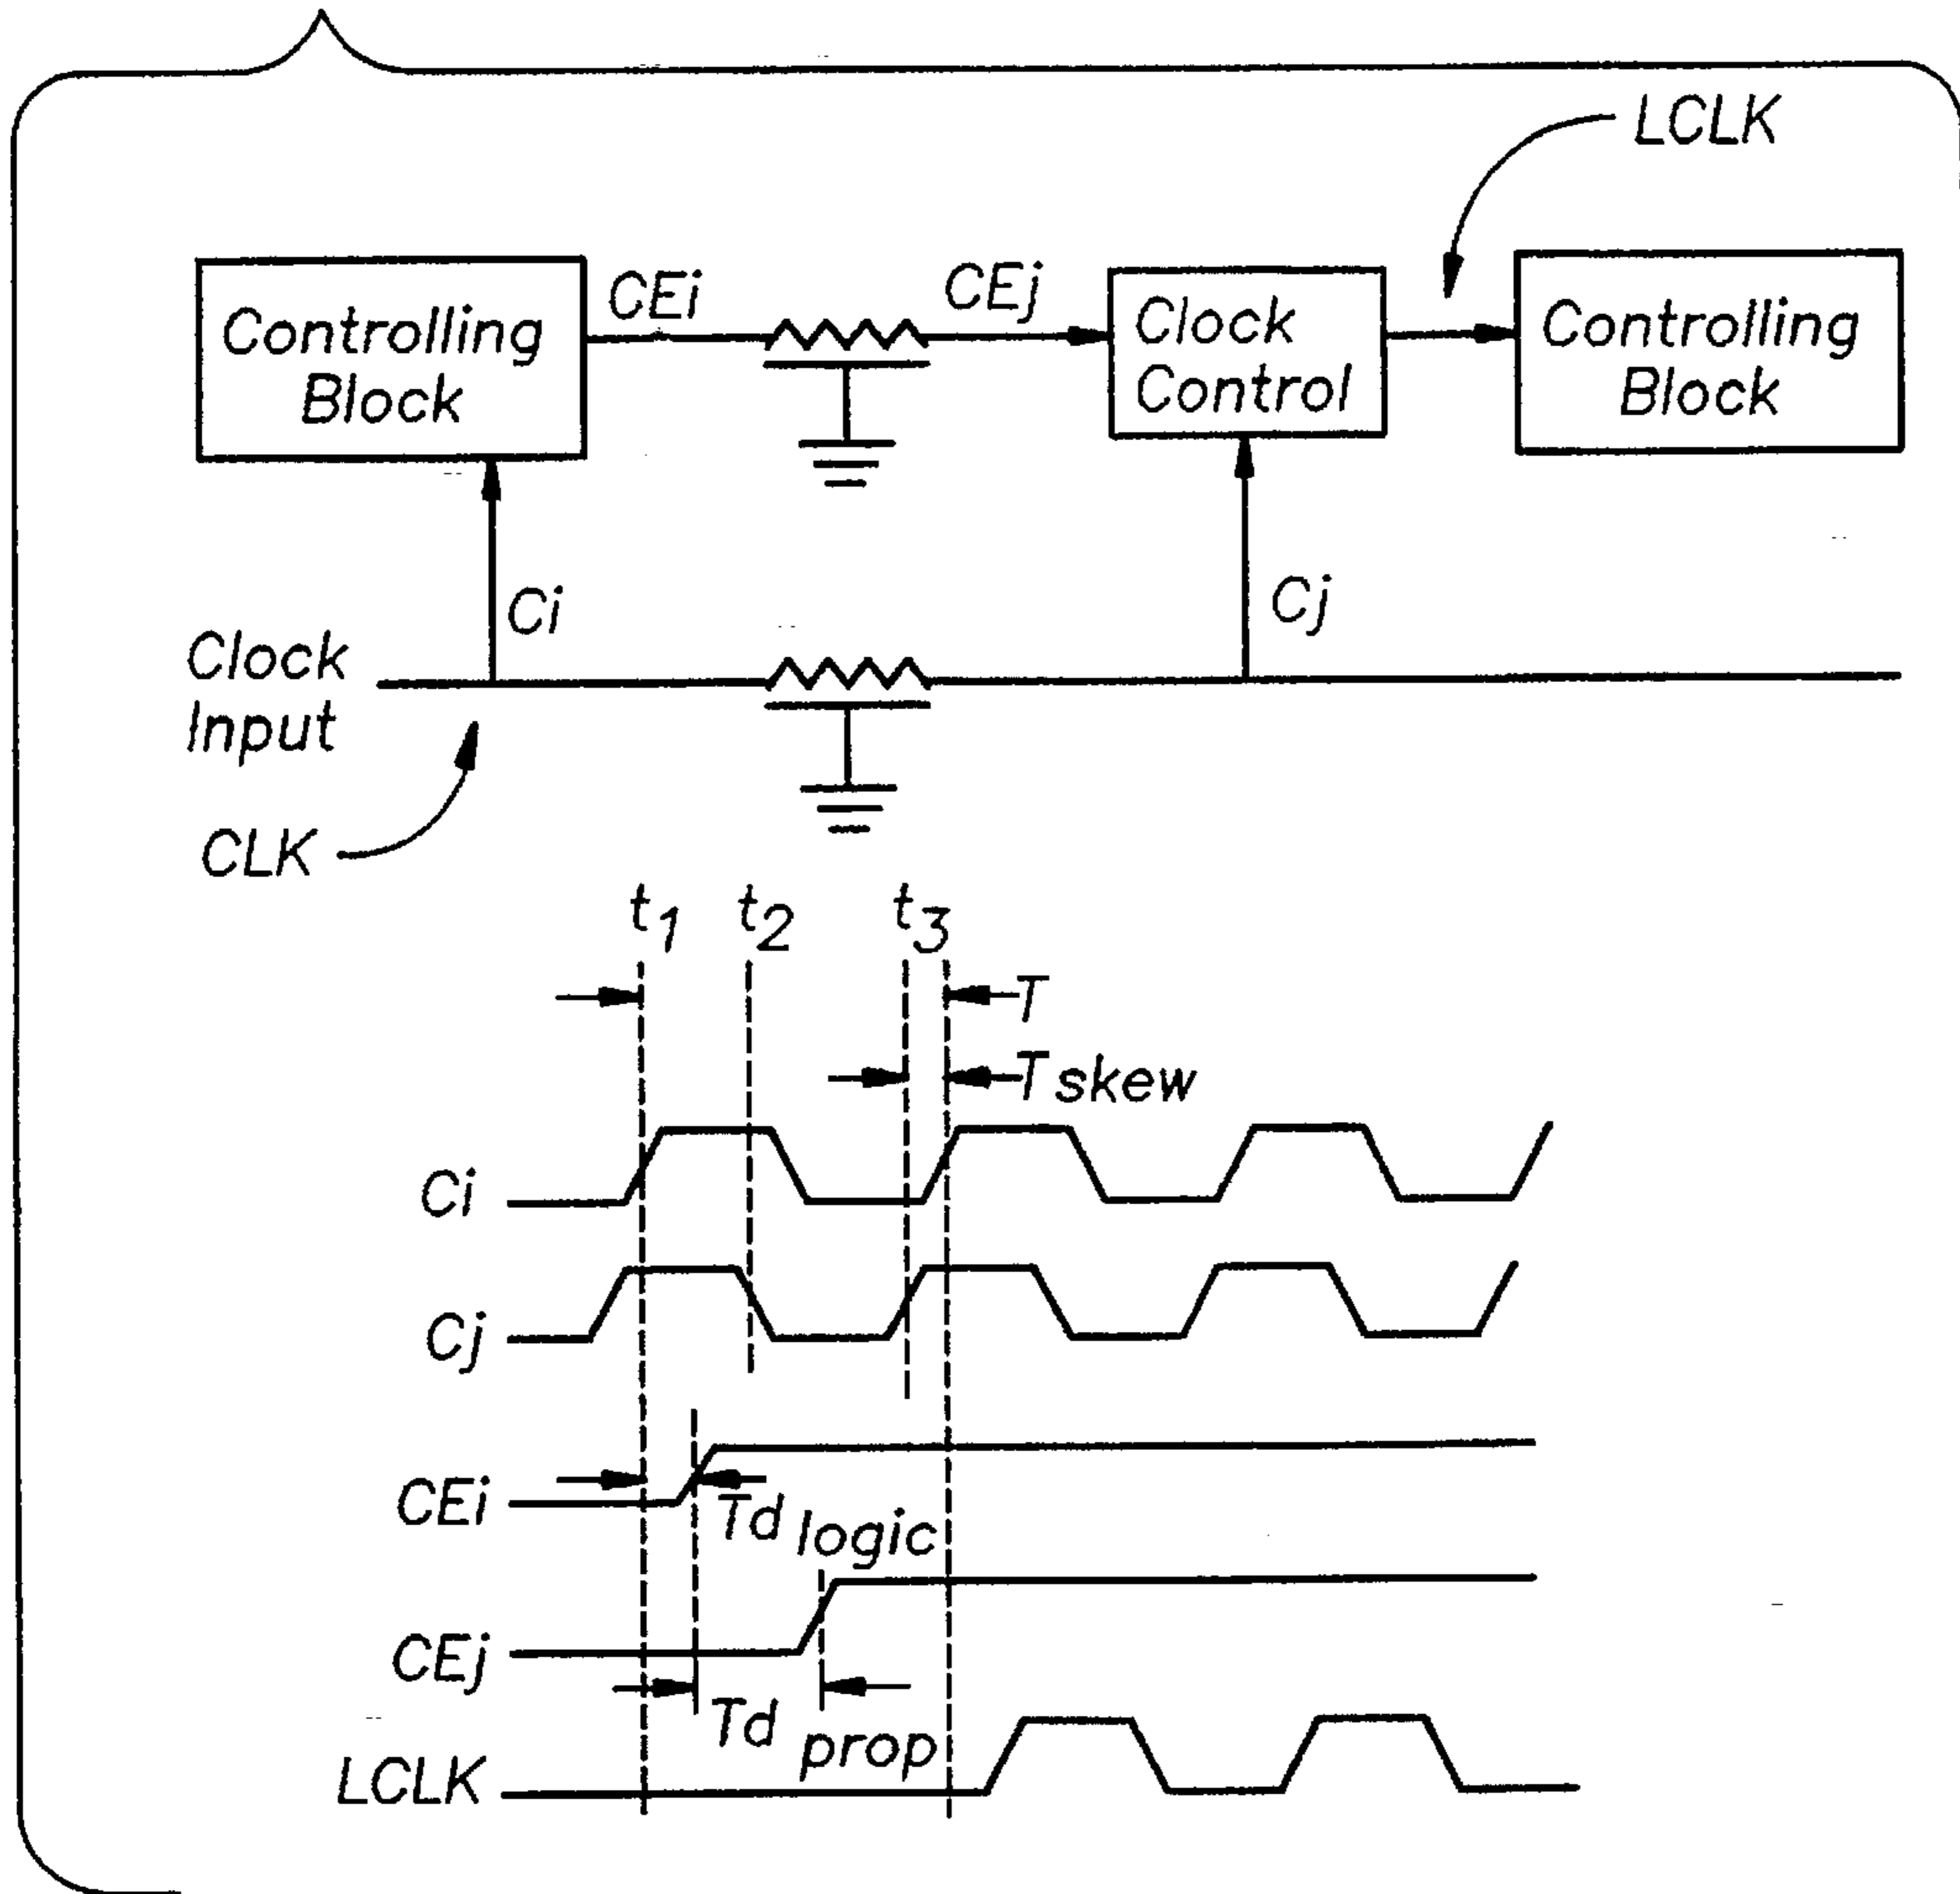 LCLK
Controlling
Block
CEi
CEj
Clock
Control
Controlling
Block
Ci
Cj
Clock
Input
CLK
t1 t2 t3
T
Tskew
Ci
Cj
CEi
Td logic
CEj
Td prop
LCLK